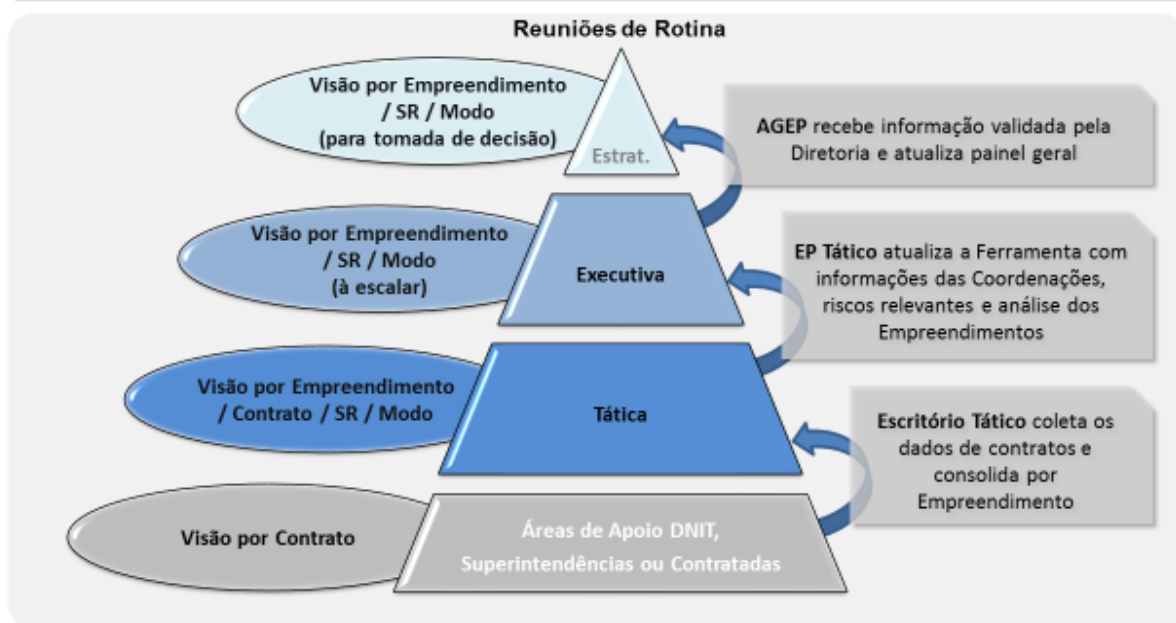 Reuniões de Rotina
Visão por Empreendimento
/ SR / Modo
(para tomada de decisão)
Estrat.
AGEP recebe informação validada pela
Diretoria e atualiza painel geral
Visão por Empreendimento
/ SR / Modo
(à escalar)
Executiva
EP Tático atualiza a Ferramenta com
informações das Coordenações,
riscos relevantes e análise dos
Empreendimentos
Visão por Empreendimento
/ Contrato / SR / Modo
Tática
Escritório Tático coleta os
dados de contratos e
consolida por
Empreendimento
Visão por Contrato
Áreas de Apoio DNIT,
Superintendências ou Contratadas